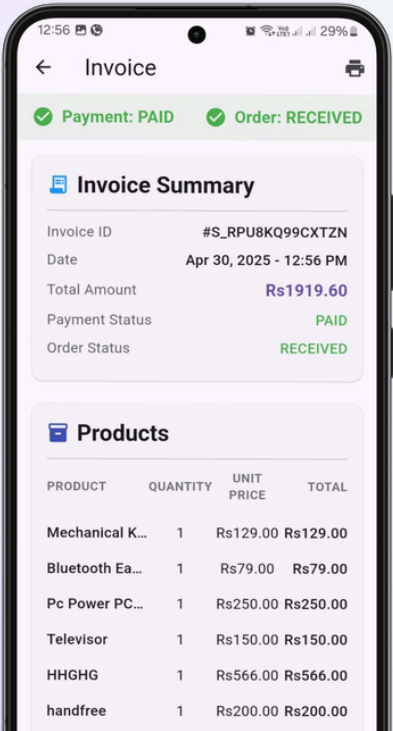 12:56 29%
Invoice
Payment: PAID Order: RECEIVED
Invoice Summary
Invoice ID #S_RPU8KQ99CXTZN
Date Apr 30, 2025 - 12:56 PM
Total Amount Rs1919.60
Payment Status PAID
Order Status RECEIVED
Products
PRODUCT QUANTITY UNIT PRICE TOTAL
Mechanical K... 1 Rs129.00 Rs129.00
Bluetooth Ea... 1 Rs79.00 Rs79.00
Pc Power PC... 1 Rs250.00 Rs250.00
Televisor 1 Rs150.00 Rs150.00
HHGHG 1 Rs566.00 Rs566.00
handfree 1 Rs200.00 Rs200.00